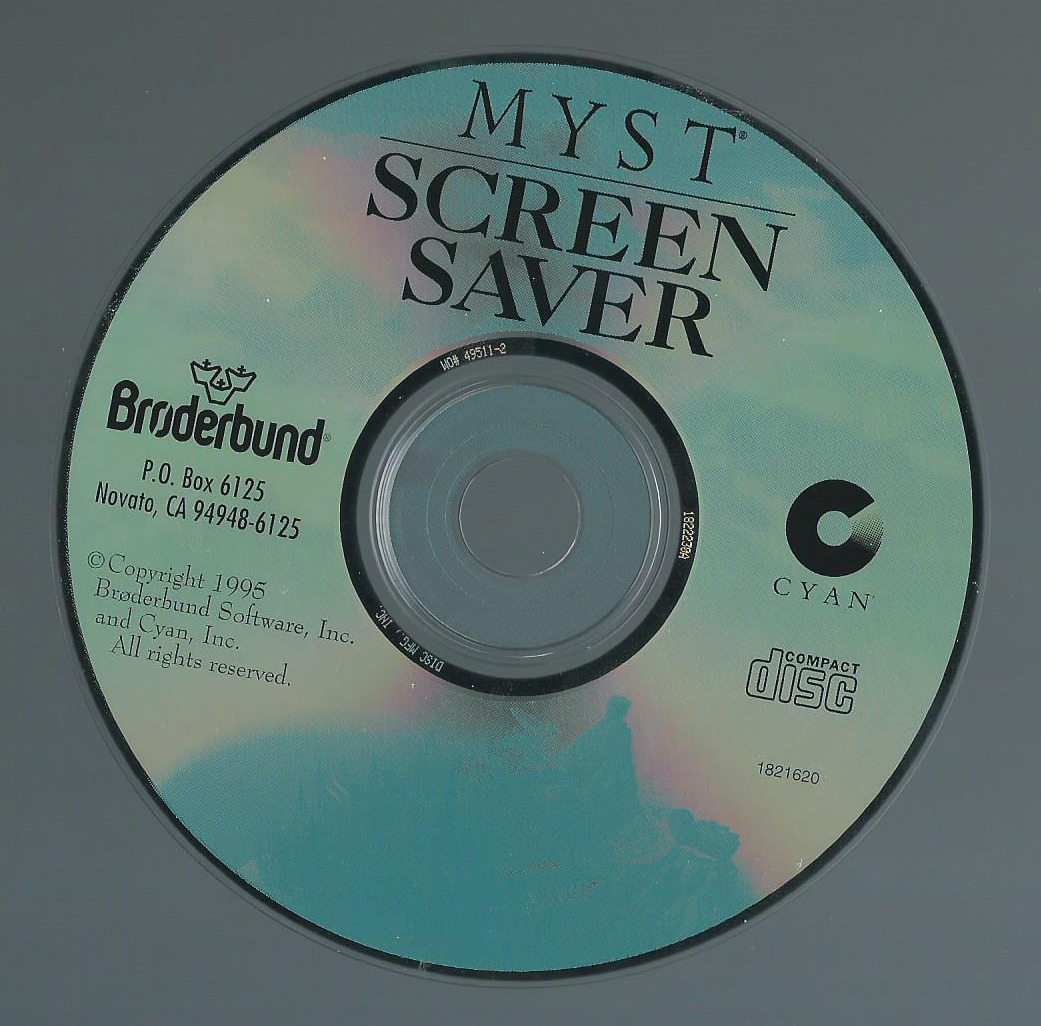 MYST®
SCREEN
SAVER
WO# 49511-2
Brøderbund®
P.O. Box 6125
Novato, CA 94948-6125
© Copyright 1995
Brøderbund Software, Inc.
and Cyan, Inc.
All rights reserved.
CYAN
COMPACT
disc
1821620
1822230A
DISC MFG., INC.